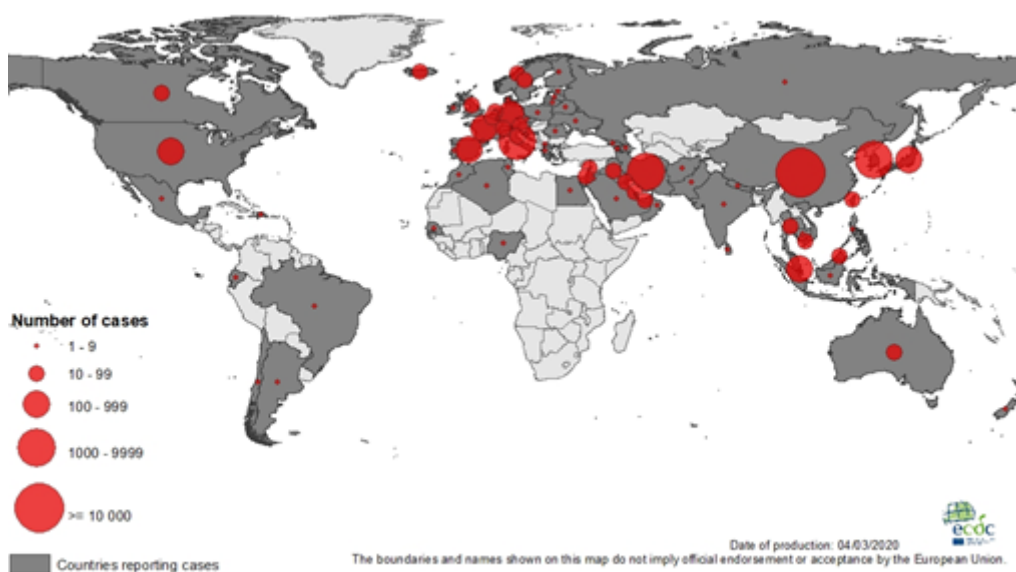 Number of cases
1 - 9
10 - 99
100 - 999
1000 - 9999
>= 10 000
Countries reporting cases
ecdc
Date of production: 04/03/2020
The boundaries and names shown on this map do not imply official endorsement or acceptance by the European Union.